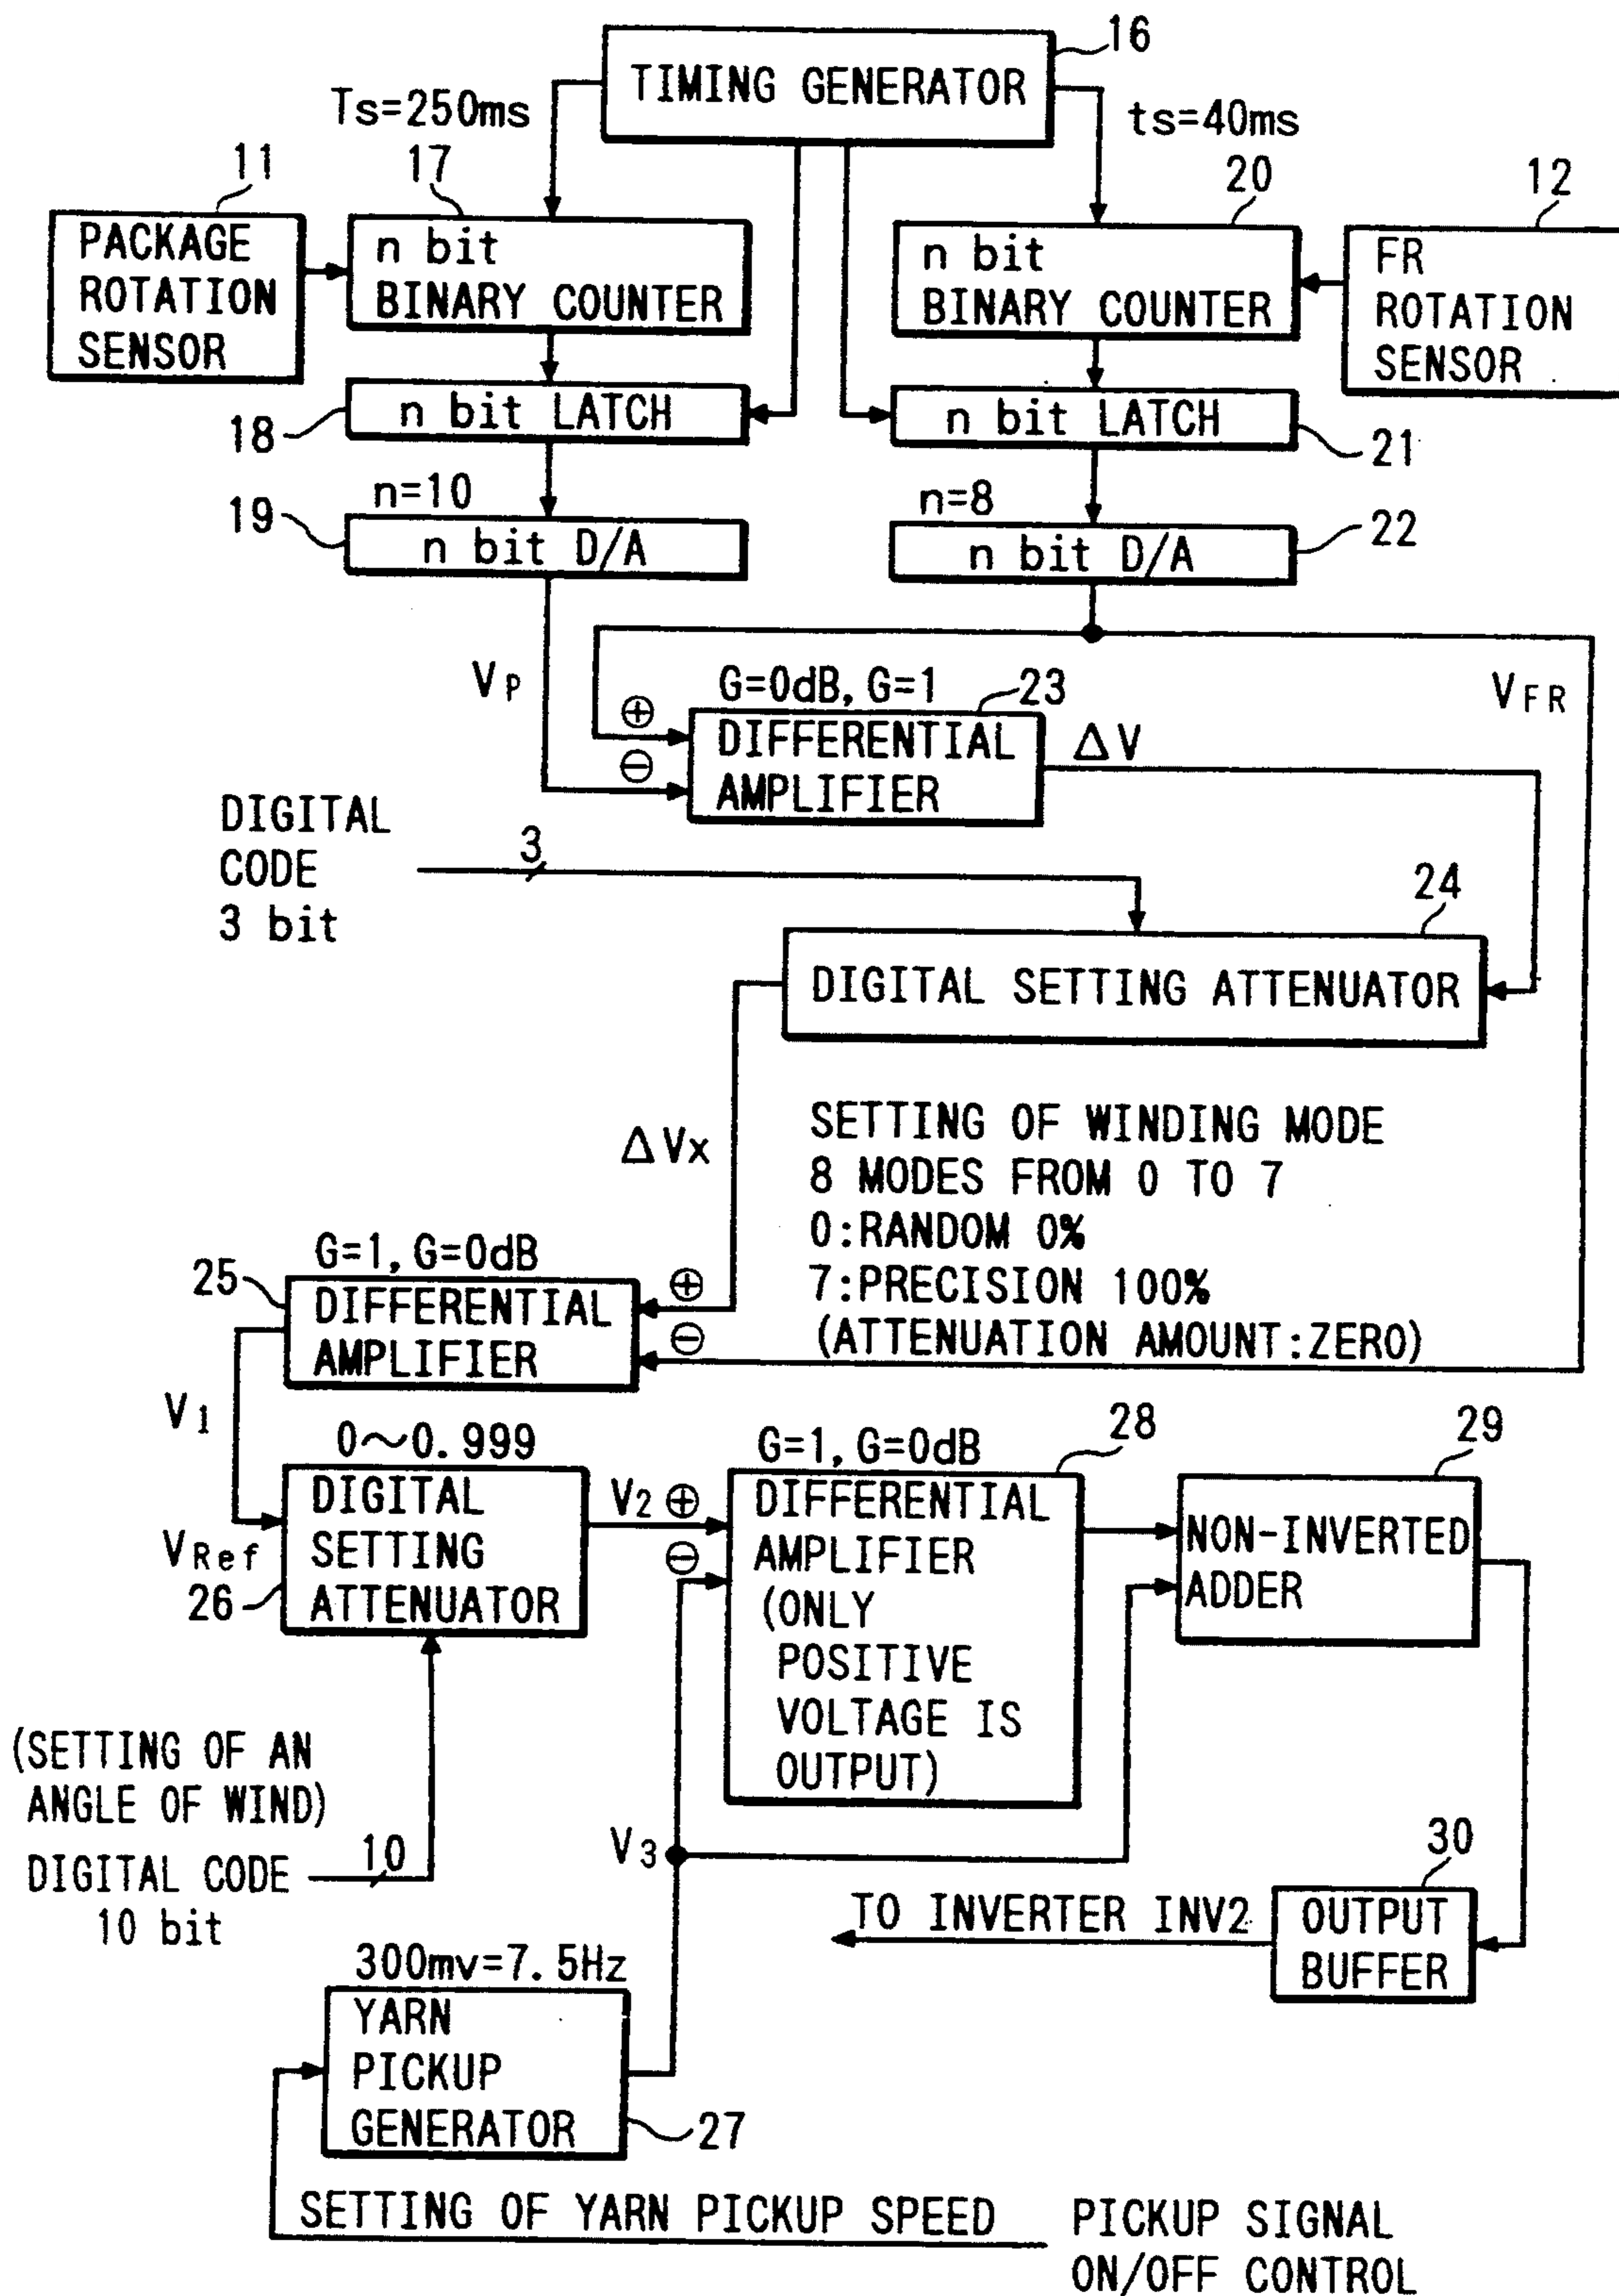 16
TIMING GENERATOR
Ts=250ms
ts=40ms
11
17
20
12
PACKAGE
ROTATION
SENSOR
n bit
BINARY COUNTER
n bit
BINARY COUNTER
FR
ROTATION
SENSOR
18
n bit LATCH
n bit LATCH
21
n=10
n=8
19
n bit D/A
n bit D/A
22
VP
G=0dB, G=1
23
VFR
⊕
⊖
DIFFERENTIAL
AMPLIFIER
ΔV
DIGITAL
CODE
3 bit
3
24
DIGITAL SETTING ATTENUATOR
ΔVx
SETTING OF WINDING MODE
8 MODES FROM 0 TO 7
0:RANDOM 0%
7:PRECISION 100%
(ATTENUATION AMOUNT:ZERO)
G=1, G=0dB
25
DIFFERENTIAL
AMPLIFIER
⊕
⊖
V1
0~0.999
VRef
26
DIGITAL
SETTING
ATTENUATOR
V2 ⊕
⊖
G=1, G=0dB
28
DIFFERENTIAL
AMPLIFIER
(ONLY
POSITIVE
VOLTAGE IS
OUTPUT)
29
NON-INVERTED
ADDER
(SETTING OF AN
ANGLE OF WIND)
DIGITAL CODE
10 bit
10
V3
30
TO INVERTER INV2
OUTPUT
BUFFER
300mv=7.5Hz
YARN
PICKUP
GENERATOR
27
SETTING OF YARN PICKUP SPEED
PICKUP SIGNAL
ON/OFF CONTROL